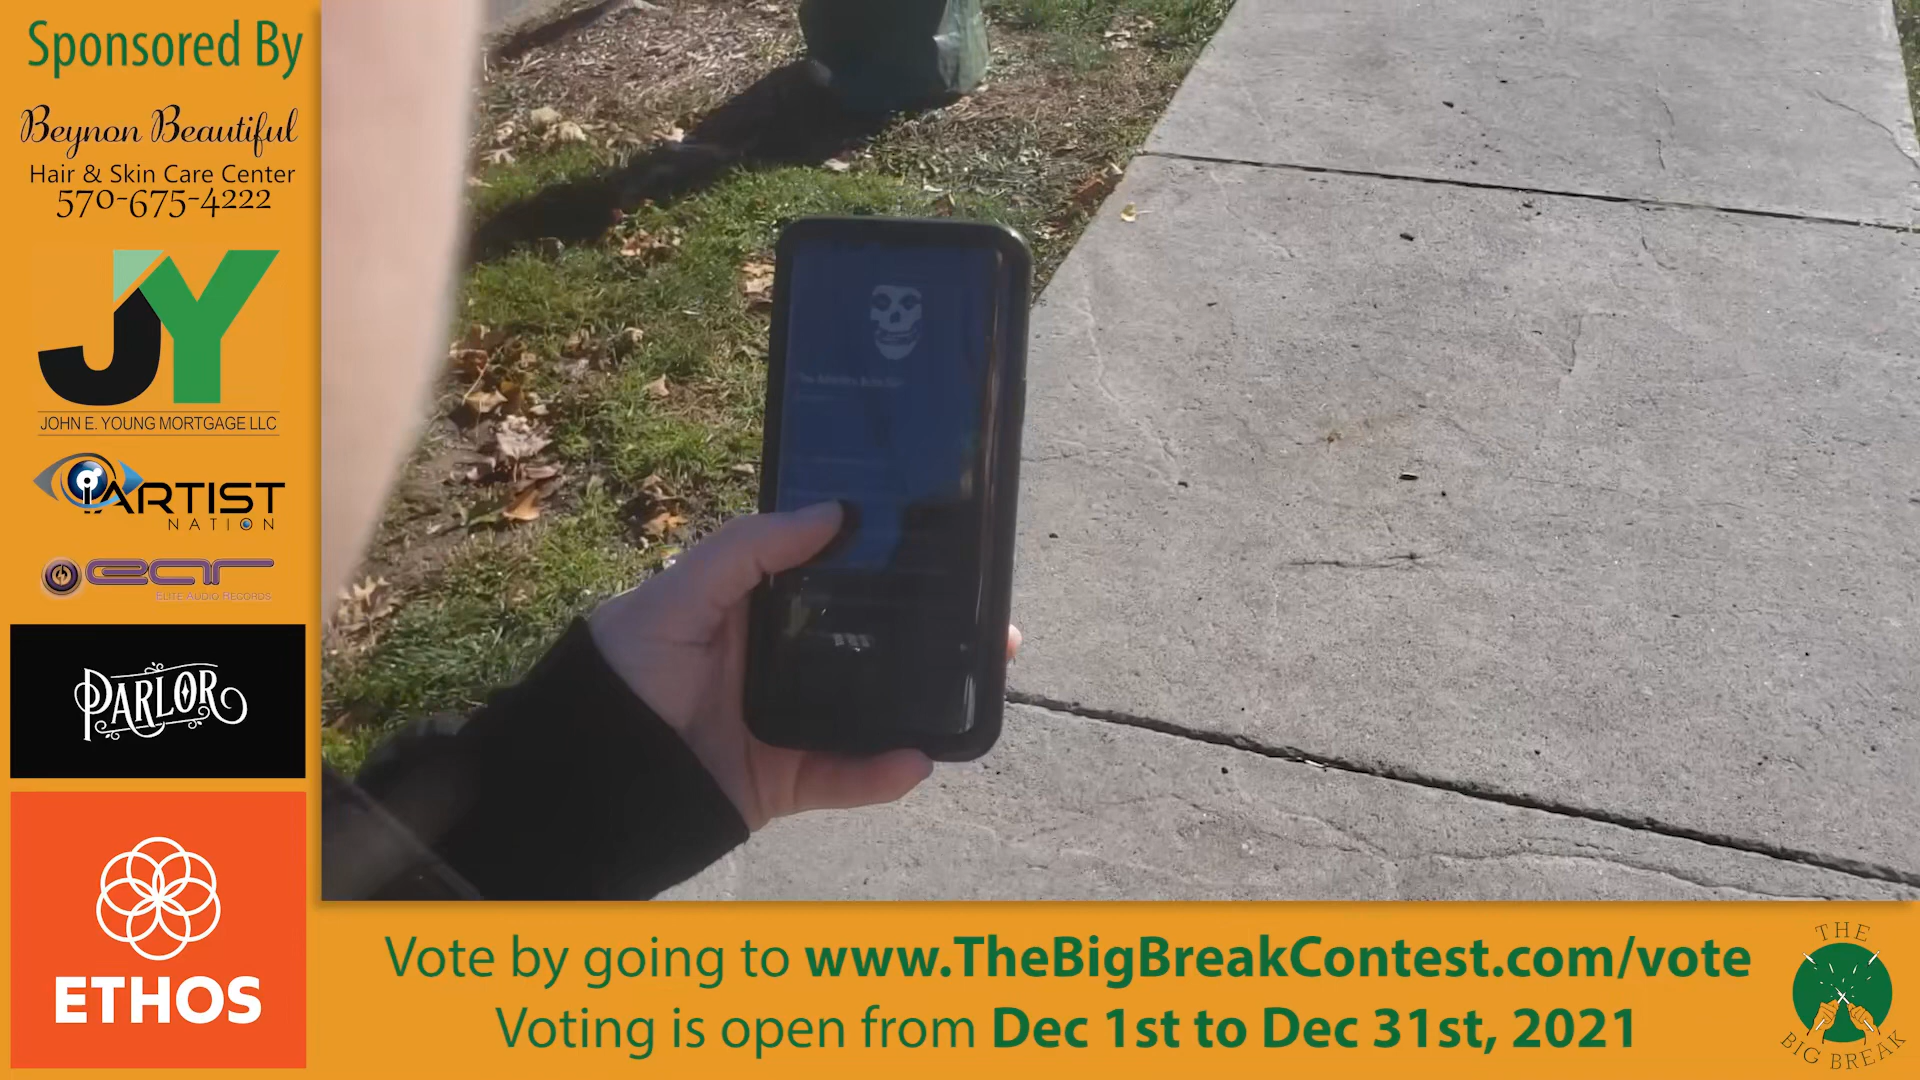 Sponsored By
Beynon Beautiful
Hair & Skin Care Center
570-675-4222
JY
JOHN E. YOUNG MORTGAGE LLC
iARTIST
NATION
ear
ELITE AUDIO RECORDS
PARLOR
ETHOS
Vote by going to www.TheBigBreakContest.com/vote
Voting is open from Dec 1st to Dec 31st, 2021
THE
BIG BREAK